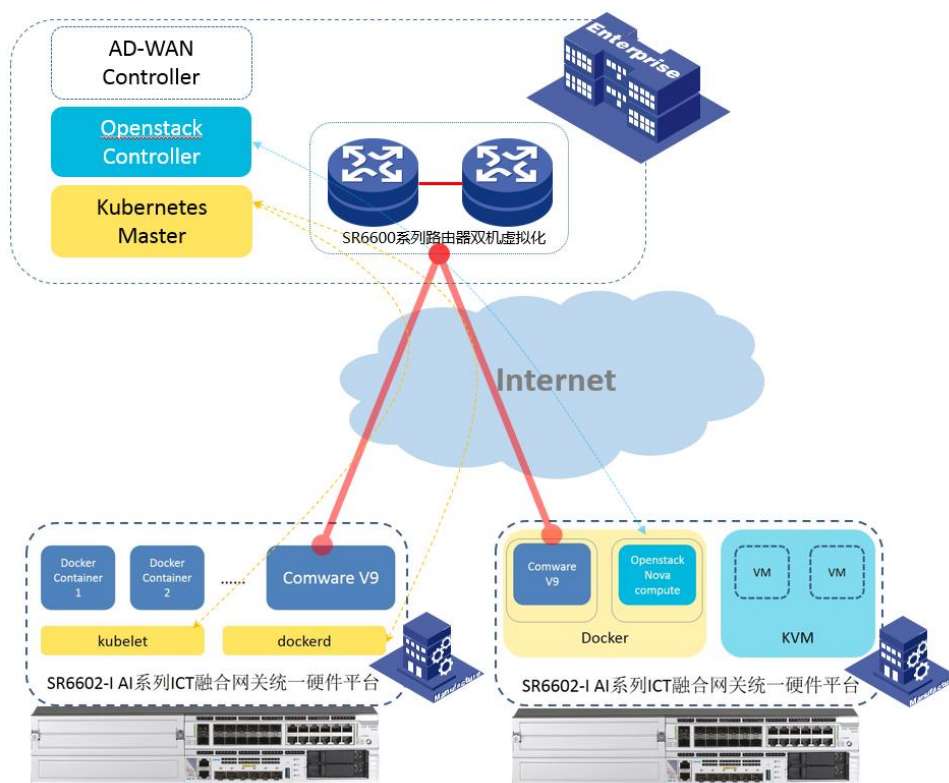 AD-WAN
Controller
Openstack
Controller
Kubernetes
Master
Enterprise
SR6600系列路由器双机虚拟化
Internet
Docker
Container
1
Docker
Container
2
......
Comware V9
kubelet
dockerd
SR6602-I AI系列ICT融合网关统一硬件平台
Comware
V9
Openstack
Nova
compute
Docker
VM
VM
KVM
SR6602-I AI系列ICT融合网关统一硬件平台